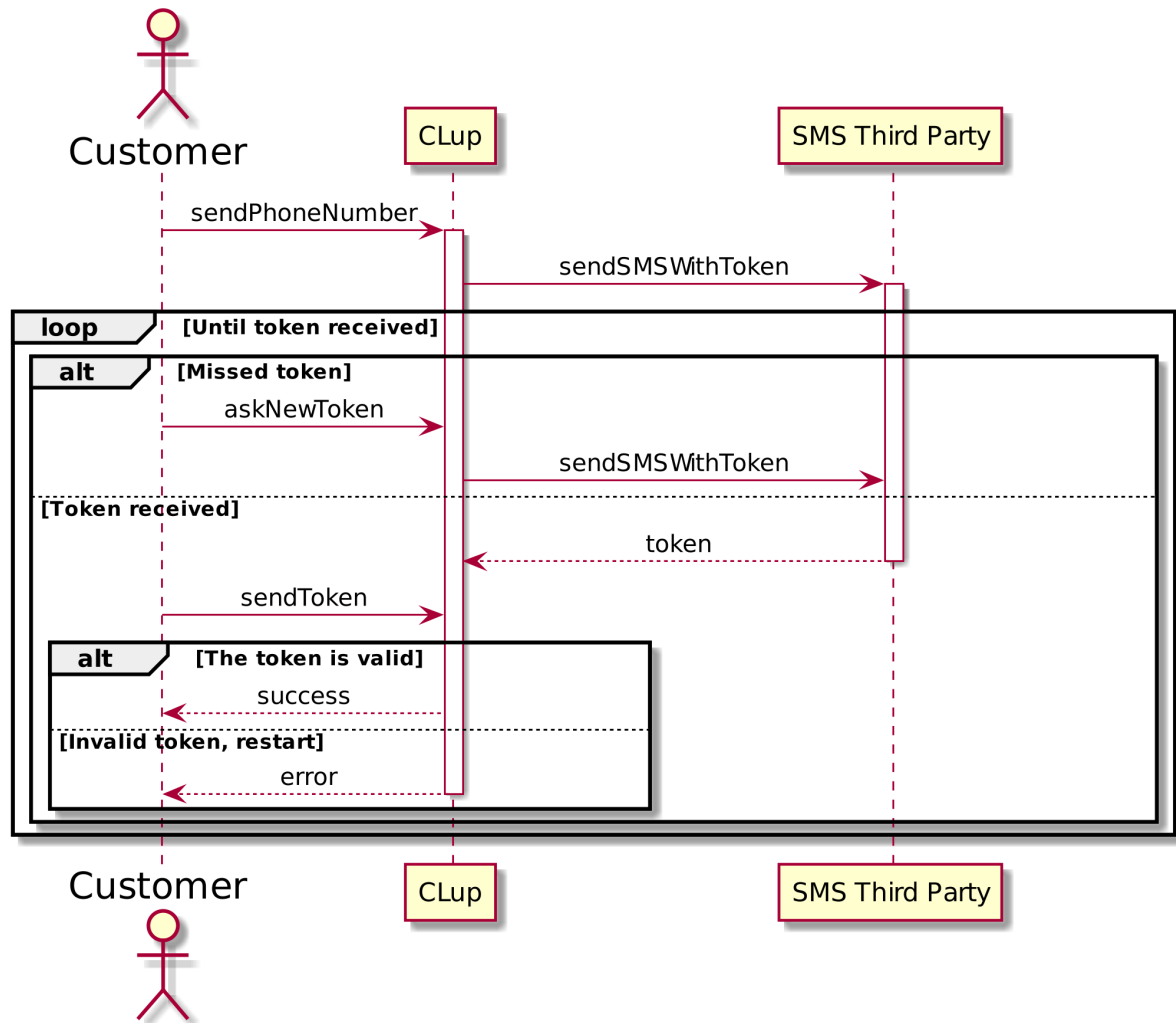 Customer
CLup
SMS Third Party
sendPhoneNumber
sendSMSWithToken
loop [Until token received]
alt [Missed token]
askNewToken
sendSMSWithToken
[Token received]
token
sendToken
alt [The token is valid]
success
[Invalid token, restart]
error
Customer
CLup
SMS Third Party